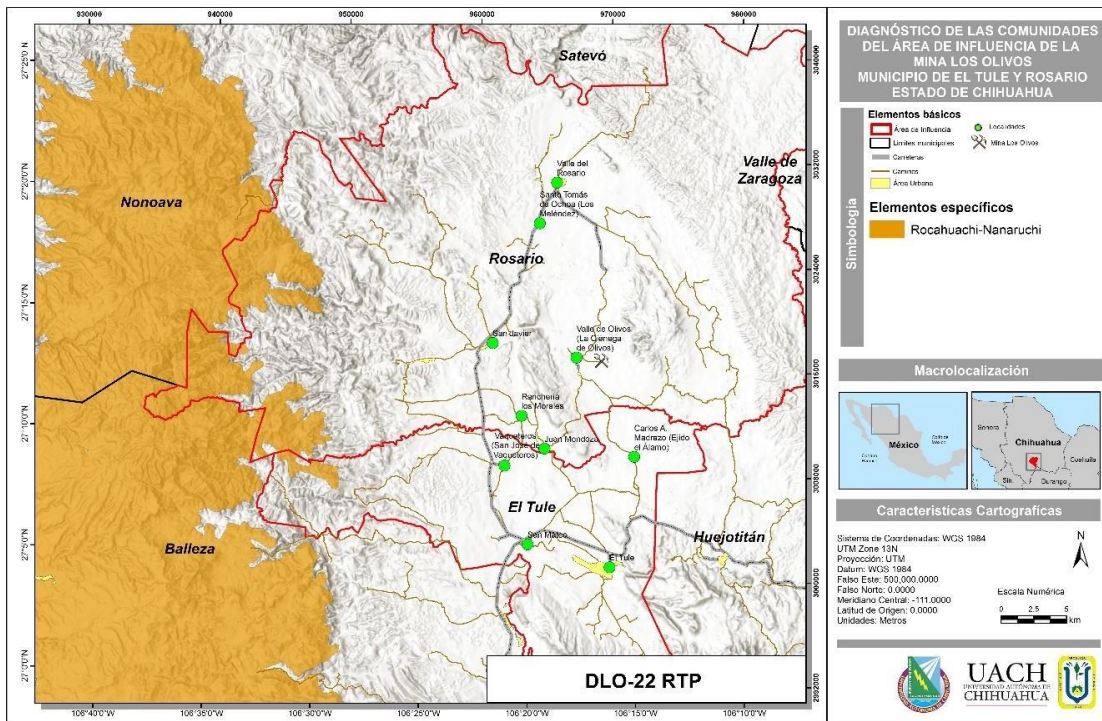 930000
940000
950000
960000
970000
980000
27°25'0"N
27°20'0"N
27°15'0"N
27°10'0"N
27°5'0"N
27°0'0"N
3040000
3032000
3024000
3016000
3008000
3000000
2992000
106°40'0"W
106°35'0"W
106°30'0"W
106°25'0"W
106°20'0"W
106°15'0"W
106°10'0"W
Satevó
Valle de
Zaragoza
Nonoava
Valle del
Rosario
Santo Tomás
de Ochoa (Los
Meléndez)
Rosario
San Javier
Valle de Olivos
(La Ciénega
de Olivos)
Ranchería
los Morales
Vaqueteros
(San José de
Vaqueteros)
Juan Mendoza
Carlos A.
Madrazo (Ejido
el Álamo)
El Tule
San Mateo
El Tule
Huejotitán
Balleza
DLO-22 RTP
DIAGNÓSTICO DE LAS COMUNIDADES
DEL ÁREA DE INFLUENCIA DE LA
MINA LOS OLIVOS
MUNICIPIO DE EL TULE Y ROSARIO
ESTADO DE CHIHUAHUA
Simbología
Elementos básicos
Área de Influencia
Limites municipales
Carreteras
Caminos
Área Urbana
Localidades
Mina Los Olivos
Elementos específicos
Rocahuachi-Nanaruchi
Macrolocalización
México
Sonora
Chihuahua
Coahuila
Sin.
Durango
Caracteristicas Cartograficas
Sistema de Coordenadas: WGS 1984
UTM Zone 13N
Proyoción: UTM
Datum: WGS 1984
Falso Este: 500,000.0000
Falso Norte: 0.0000
Meridiano Central: -111.0000
Latitud de Origen: 0.0000
Unidades: Metros
N
Escala Numérica
0 2.5 5
km
UACH
UNIVERSIDAD AUTÓNOMA DE
CHIHUAHUA